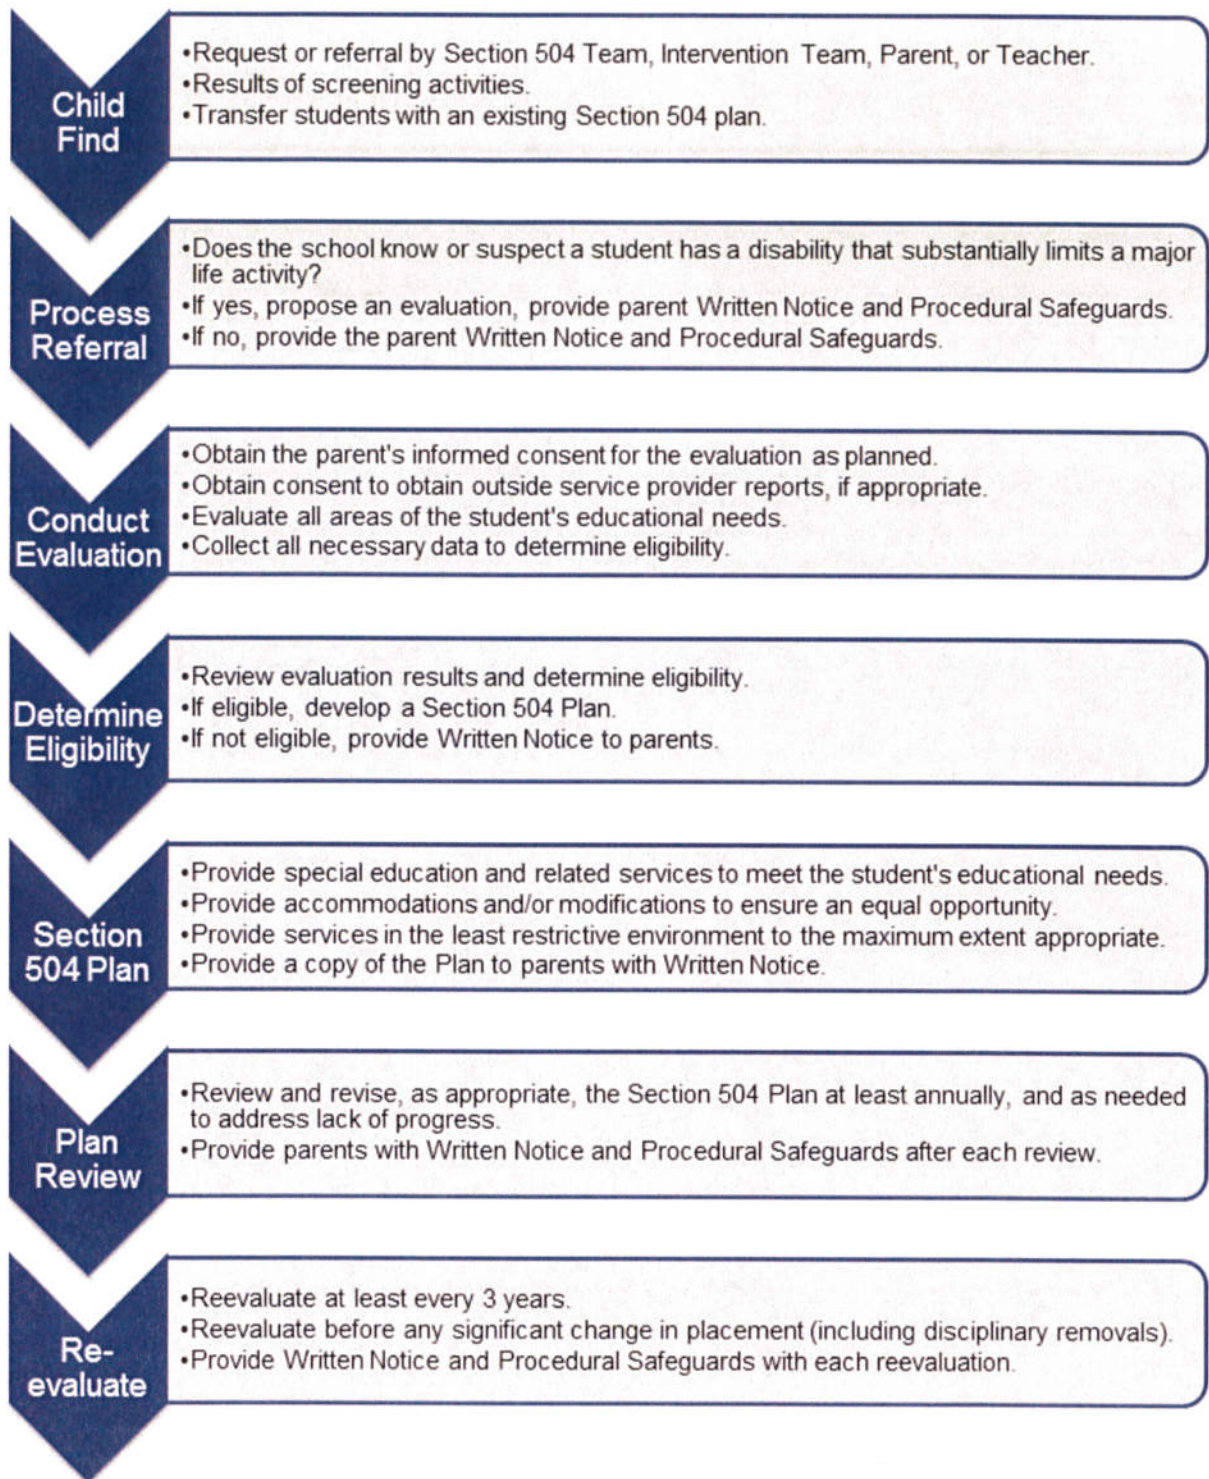 Child
Find
•Request or referral by Section 504 Team, Intervention Team, Parent, or Teacher.
•Results of screening activities.
•Transfer students with an existing Section 504 plan.
Process
Referral
•Does the school know or suspect a student has a disability that substantially limits a major
life activity?
•If yes, propose an evaluation, provide parent Written Notice and Procedural Safeguards.
•If no, provide the parent Written Notice and Procedural Safeguards.
Conduct
Evaluation
•Obtain the parent's informed consent for the evaluation as planned.
•Obtain consent to obtain outside service provider reports, if appropriate.
•Evaluate all areas of the student's educational needs.
•Collect all necessary data to determine eligibility.
Determine
Eligibility
•Review evaluation results and determine eligibility.
•If eligible, develop a Section 504 Plan.
•If not eligible, provide Written Notice to parents.
Section
504 Plan
•Provide special education and related services to meet the student's educational needs.
•Provide accommodations and/or modifications to ensure an equal opportunity.
•Provide services in the least restrictive environment to the maximum extent appropriate.
•Provide a copy of the Plan to parents with Written Notice.
Plan
Review
•Review and revise, as appropriate, the Section 504 Plan at least annually, and as needed
to address lack of progress.
•Provide parents with Written Notice and Procedural Safeguards after each review.
Re-
evaluate
•Reevaluate at least every 3 years.
•Reevaluate before any significant change in placement (including disciplinary removals).
•Provide Written Notice and Procedural Safeguards with each reevaluation.